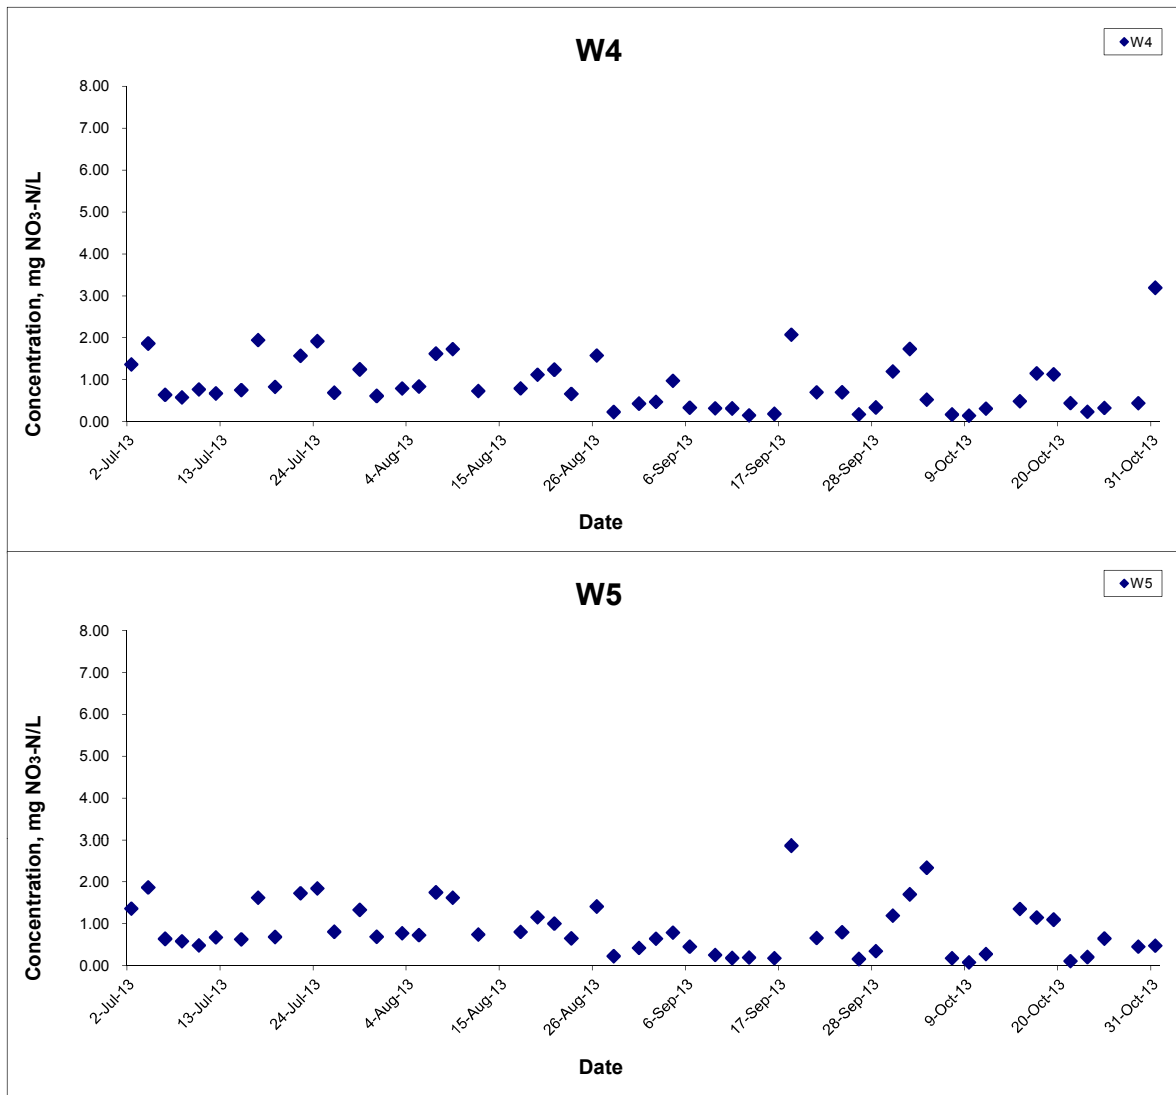 W4
W4
8.00
7.00
6.00
5.00
4.00
3.00
2.00
1.00
0.00
Concentration, mg NO3-N/L
2-Jul-13
13-Jul-13
24-Jul-13
4-Aug-13
15-Aug-13
26-Aug-13
6-Sep-13
17-Sep-13
28-Sep-13
9-Oct-13
20-Oct-13
31-Oct-13
Date
W5
W5
8.00
7.00
6.00
5.00
4.00
3.00
2.00
1.00
0.00
Concentration, mg NO3-N/L
2-Jul-13
13-Jul-13
24-Jul-13
4-Aug-13
15-Aug-13
26-Aug-13
6-Sep-13
17-Sep-13
28-Sep-13
9-Oct-13
20-Oct-13
31-Oct-13
Date